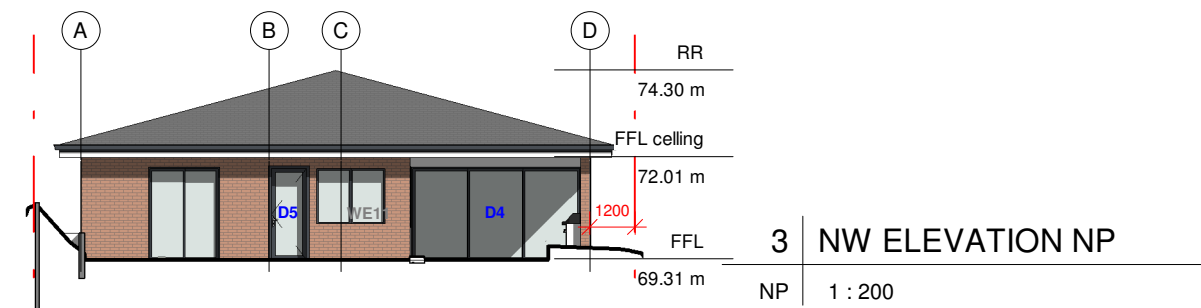 A
B
C
D
RR
74.30 m
FFL celling
72.01 m
D5
WE11
D4
1200
FFL
69.31 m
3 NW ELEVATION NP
NP 1 : 200